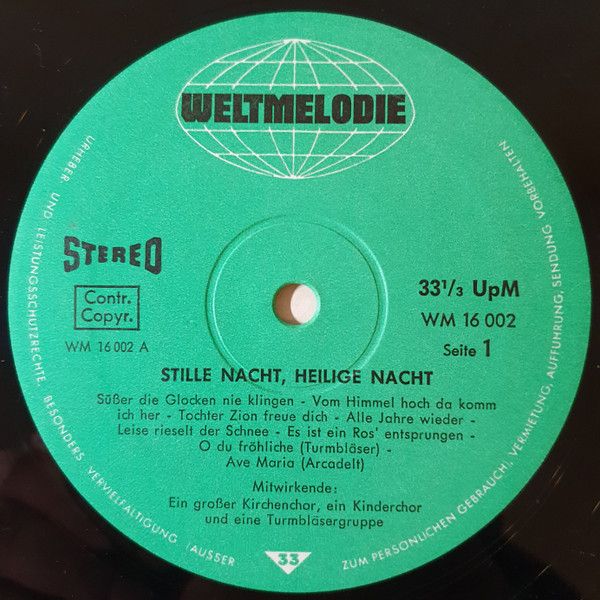 WELTMELODIE
STEREO
Contr.
Copyr.
WM 16 002 A
33 1/3 UpM
WM 16 002
Seite 1
STILLE NACHT, HEILIGE NACHT
Süßer die Glocken nie klingen - Vom Himmel hoch da komm
ich her - Tochter Zion freue dich - Alle Jahre wieder -
Leise rieselt der Schnee - Es ist ein Ros' entsprungen -
O du fröhliche (Turmbläser) -
Ave Maria (Arcadelt)
Mitwirkende:
Ein großer Kirchenchor, ein Kinderchor
und eine Turmbläsergruppe
URHEBER- UND LEISTUNGSSCHUTZRECHTE, BESONDERS VERVIELFÄLTIGUNG (AUSSER
33
ZUM PERSÖNLICHEN GEBRAUCH), VERMIETUNG, AUFFÜHRUNG, SENDUNG VORBEHALTEN